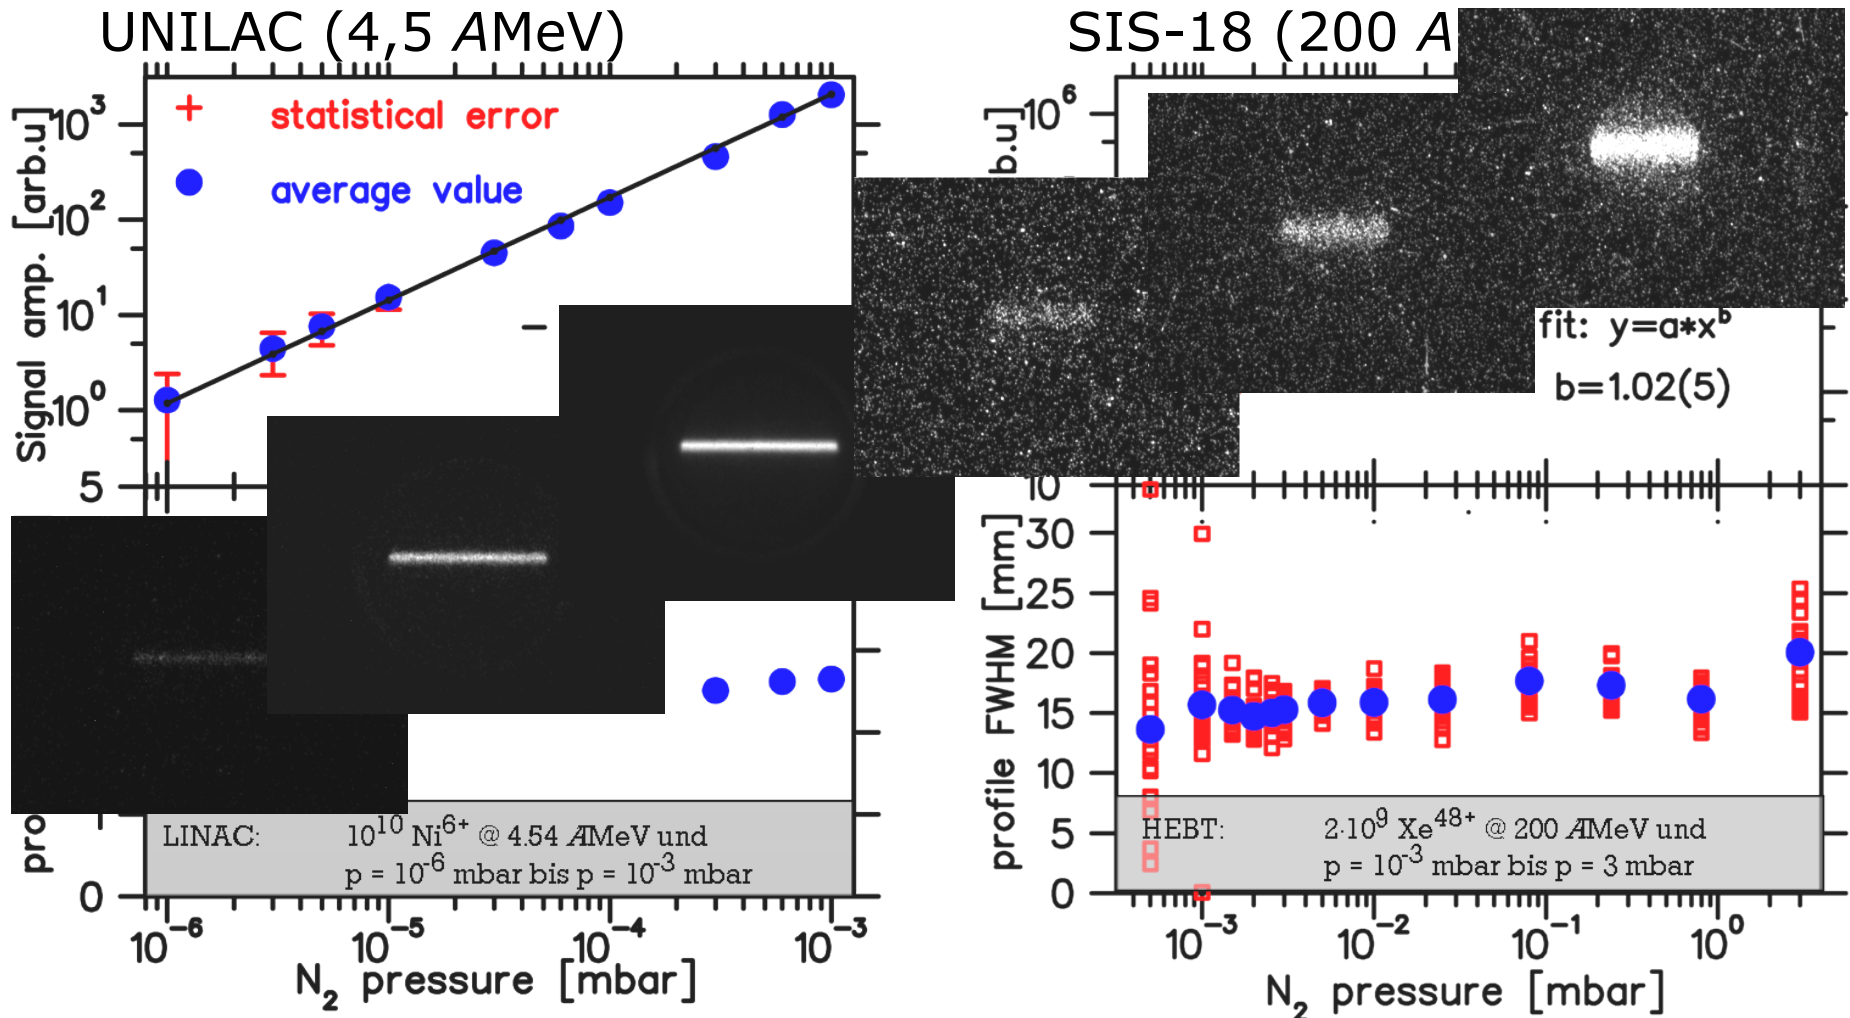 UNILAC (4,5 AMeV)
Signal amp. [arb.u]
10³
10²
10¹
10⁰
statistical error
average value
5
pro
0
LINAC: 10¹⁰ Ni⁶⁺ @ 4.54 AMeV und
p = 10⁻⁶ mbar bis p = 10⁻³ mbar
10⁻⁶ 10⁻⁵ 10⁻⁴ 10⁻³
N₂ pressure [mbar]
SIS-18 (200 A
b.u]
10⁶
fit: y=a*xᵇ
b=1.02(5)
profile FWHM [mm]
30
25
20
15
10
5
0
HEBT: 2·10⁹ Xe⁴⁸⁺ @ 200 AMeV und
p = 10⁻³ mbar bis p = 3 mbar
10⁻³ 10⁻² 10⁻¹ 10⁰
N₂ pressure [mbar]